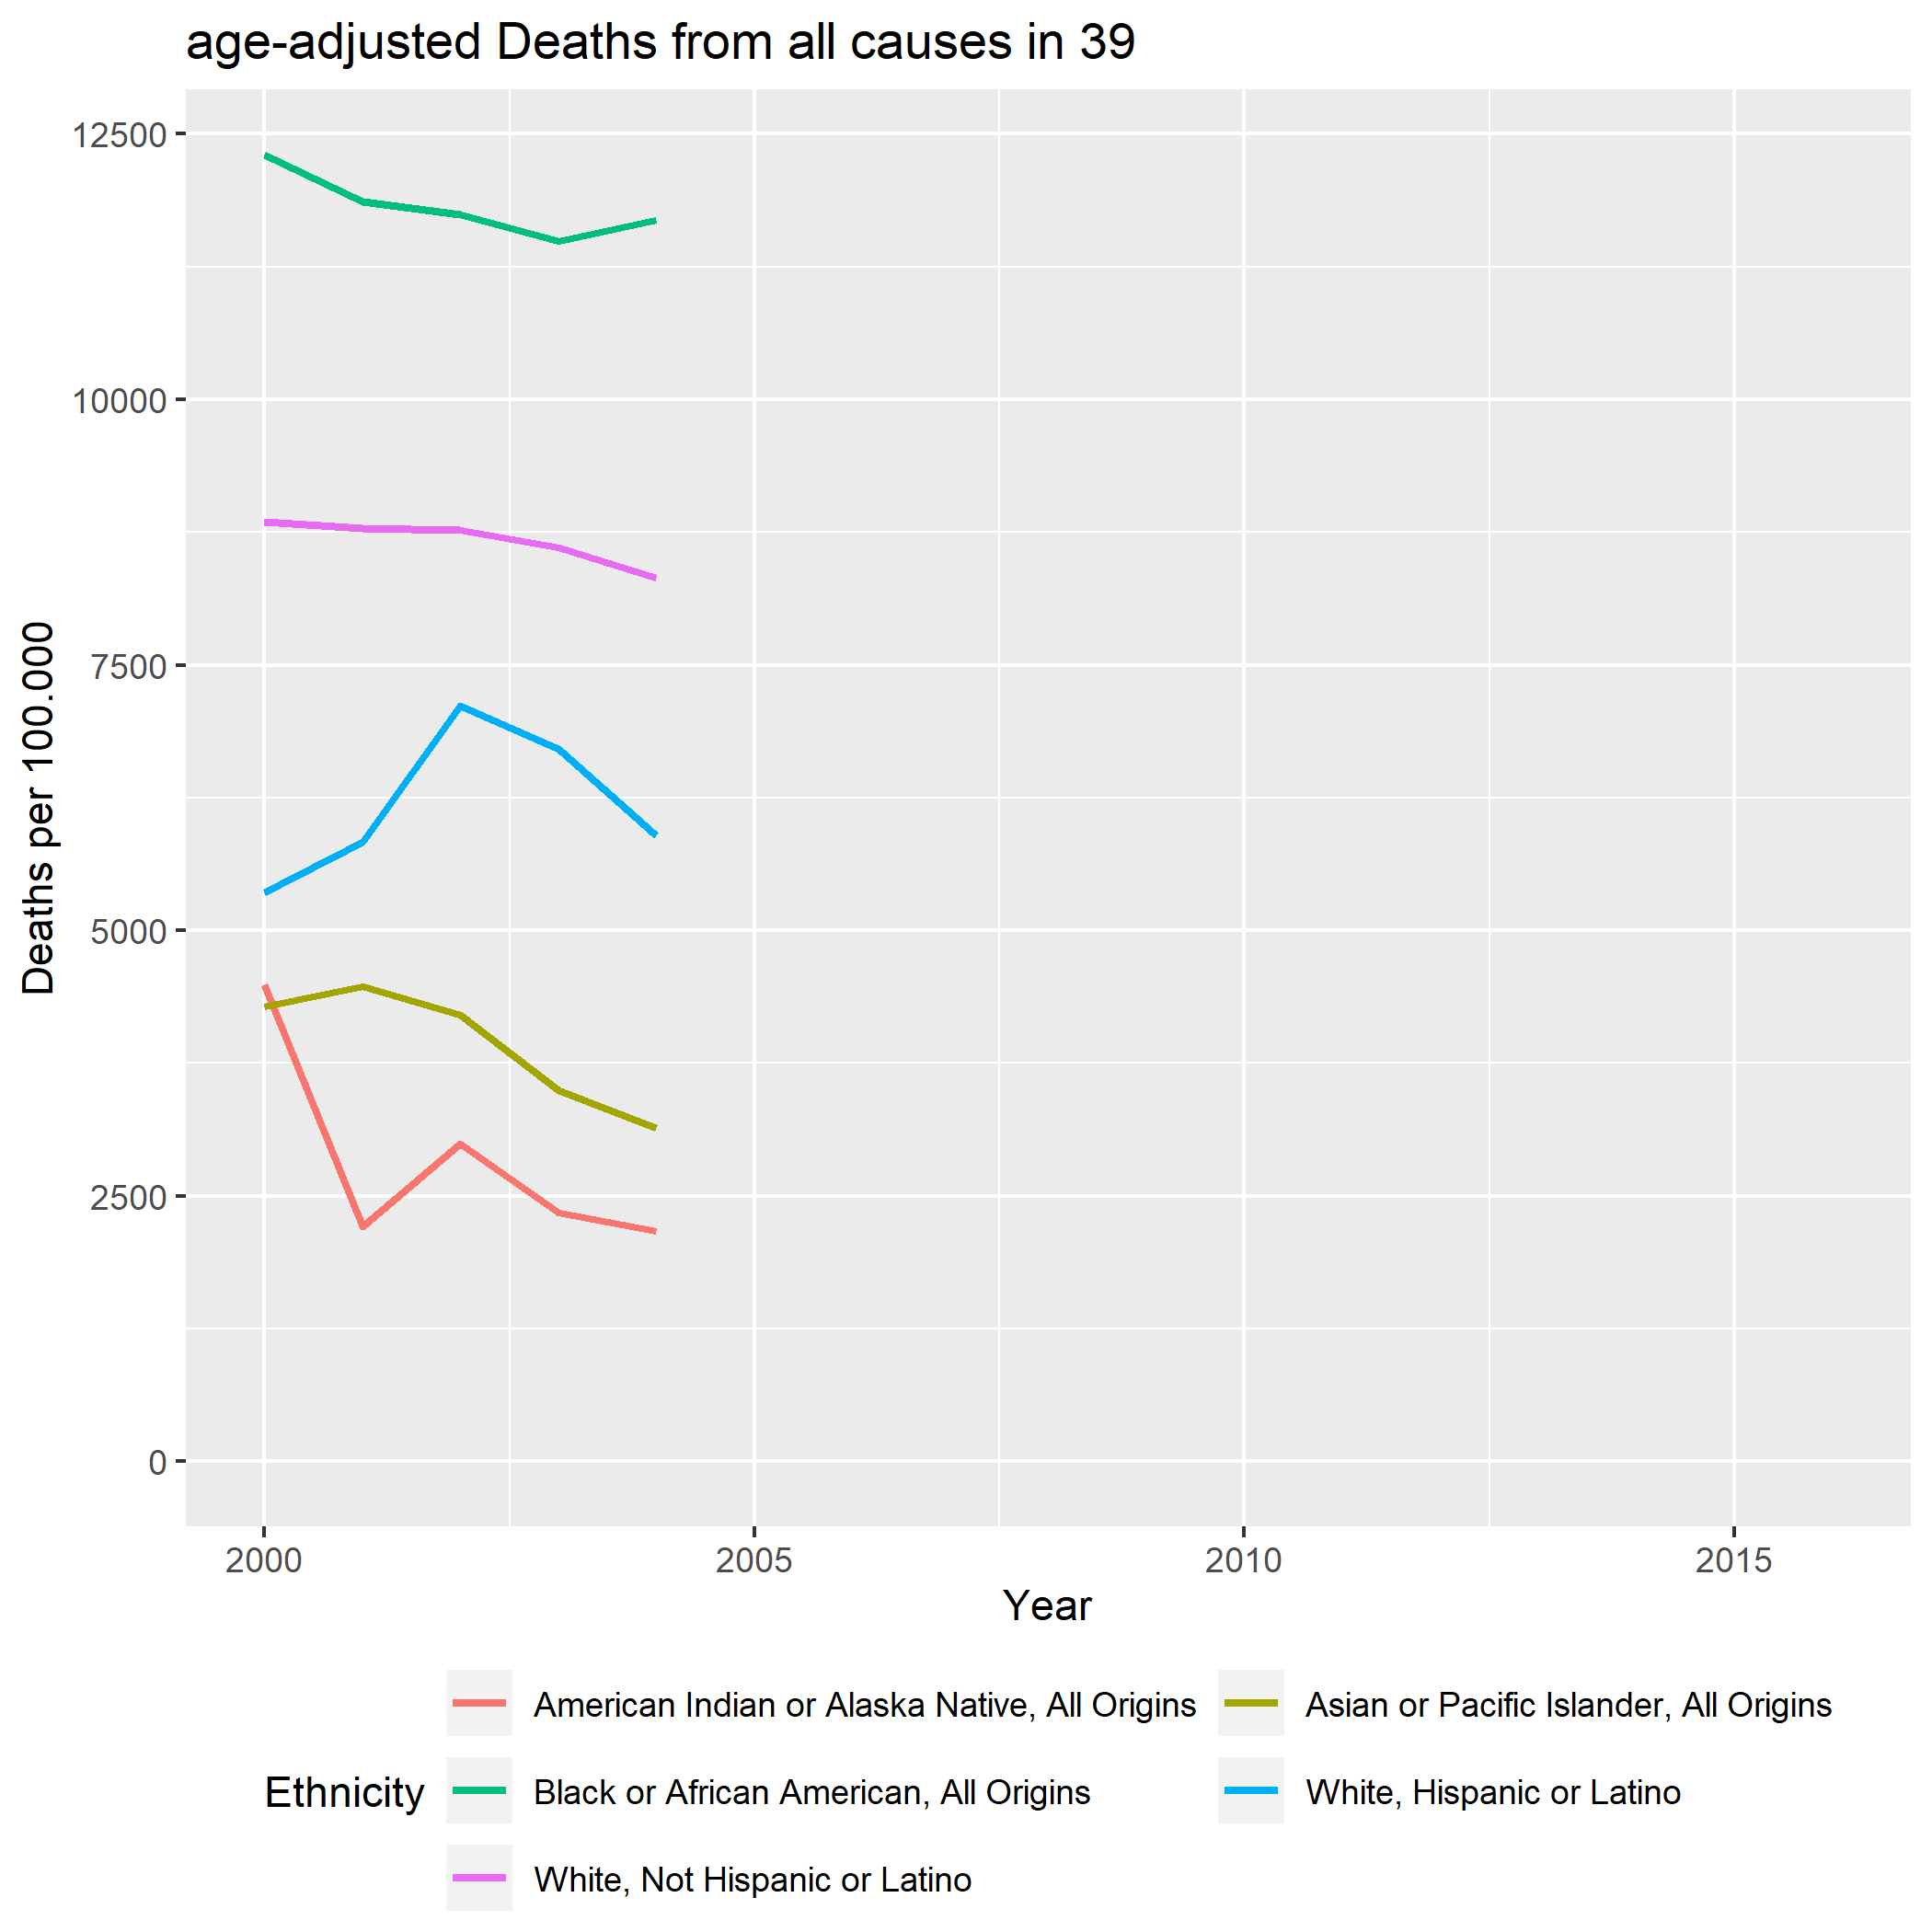 age-adjusted Deaths from all causes in 39
12500
10000
7500
5000
2500
0
Deaths per 100.000
2000 2005 2010 2015
Year
Ethnicity
American Indian or Alaska Native, All Origins
Asian or Pacific Islander, All Origins
Black or African American, All Origins
White, Hispanic or Latino
White, Not Hispanic or Latino